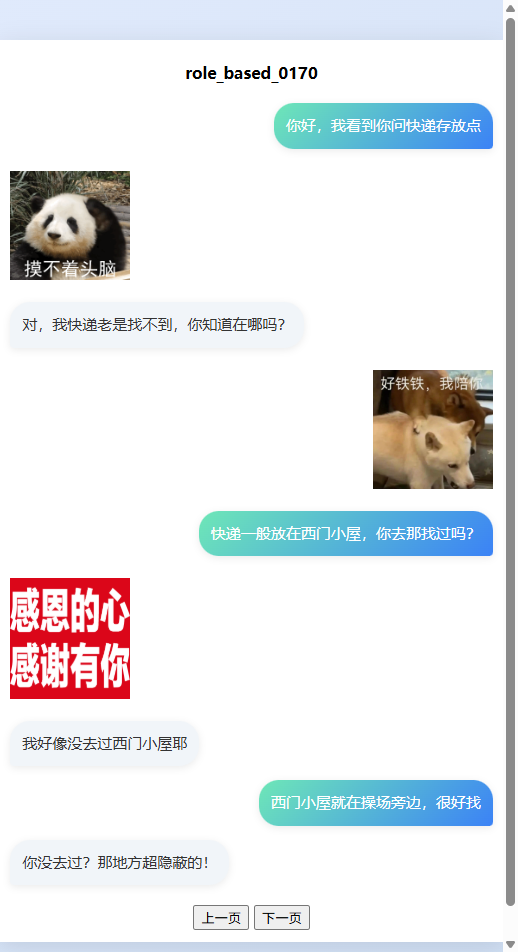 role_based_0170
你好，我看到你问快递存放点
摸不着头脑
对，我快递老是找不到，你知道在哪吗？
好铁铁，我陪你
快递一般放在西门小屋，你去那找过吗？
感恩的心
感谢有你
我好像没去过西门小屋耶
西门小屋就在操场旁边，很好找
你没去过？那地方超隐蔽的！
上一页 下一页